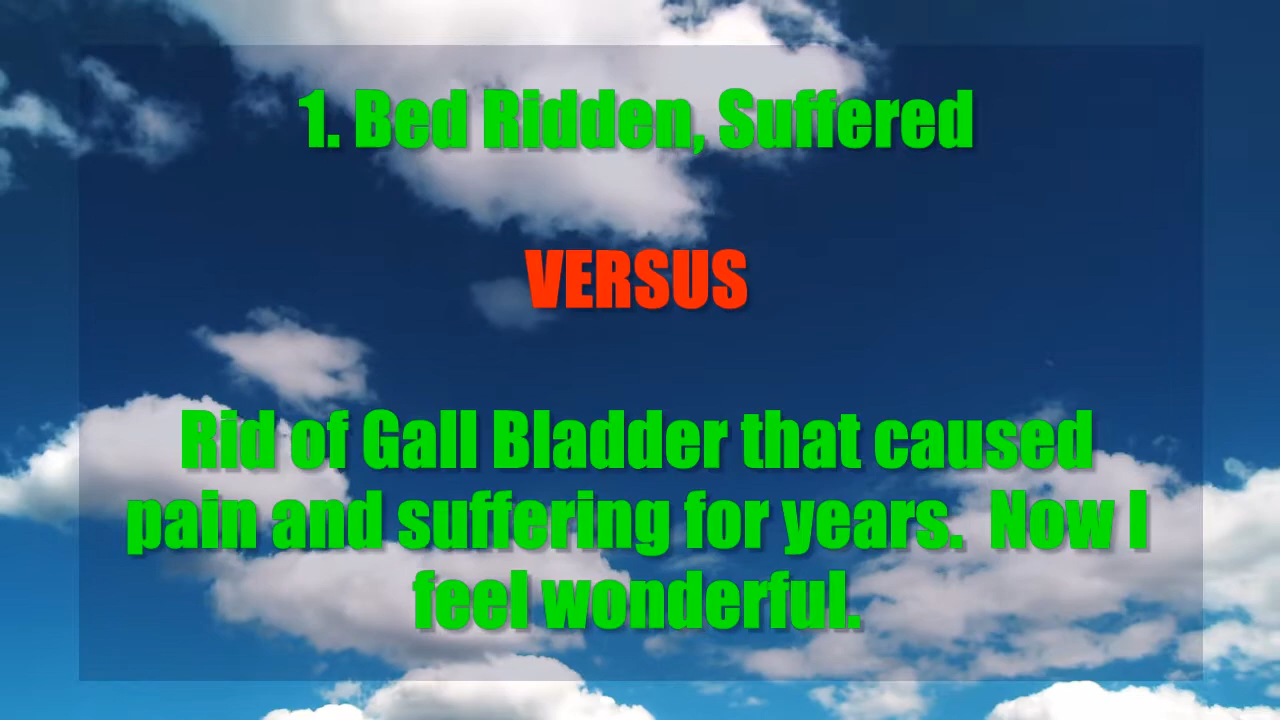 1. Bed Ridden, Suffered
VERSUS
Rid of Gall Bladder that caused
pain and suffering for years.  Now I
feel wonderful.